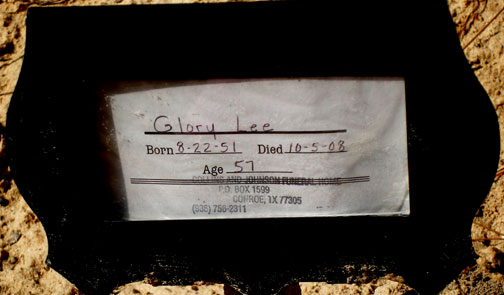 Glory Lee
Born 8-22-51 Died 10-5-08
Age 57
COLLINS AND JOHNSON FUNERAL HOME
P.O. BOX 1599
CONROE, TX 77305
(936) 756-2311